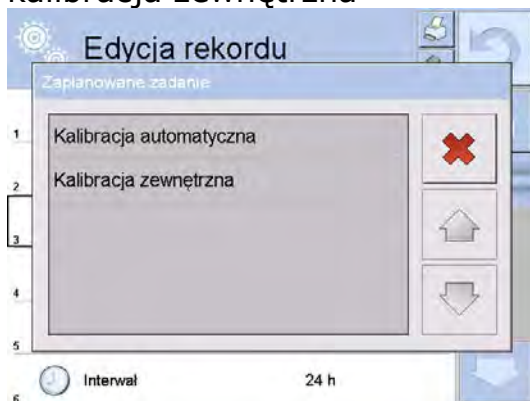 kalibracja zewnętrzna
Edycja rekordu
Zaplanowane zadanie
1
Kalibracja automatyczna
2
Kalibracja zewnętrzna
3
4
5
Interwał 24 h
6